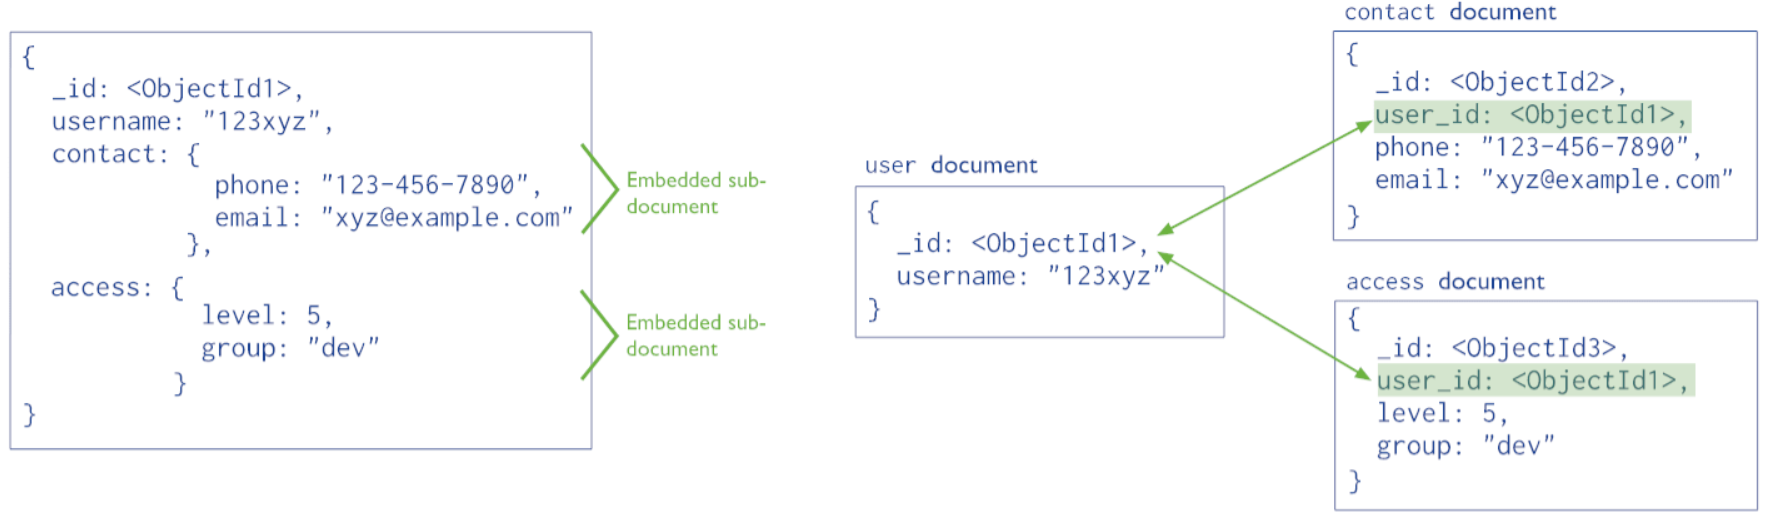 {
_id: <ObjectId1>,
username: "123xyz",
contact: {
phone: "123-456-7890",
email: "xyz@example.com"
},
access: {
level: 5,
group: "dev"
}
}
Embedded sub-
document
Embedded sub-
document
user document
{
_id: <ObjectId1>,
username: "123xyz"
}
contact document
{
_id: <ObjectId2>,
user_id: <ObjectId1>,
phone: "123-456-7890",
email: "xyz@example.com"
}
access document
{
_id: <ObjectId3>,
user_id: <ObjectId1>,
level: 5,
group: "dev"
}